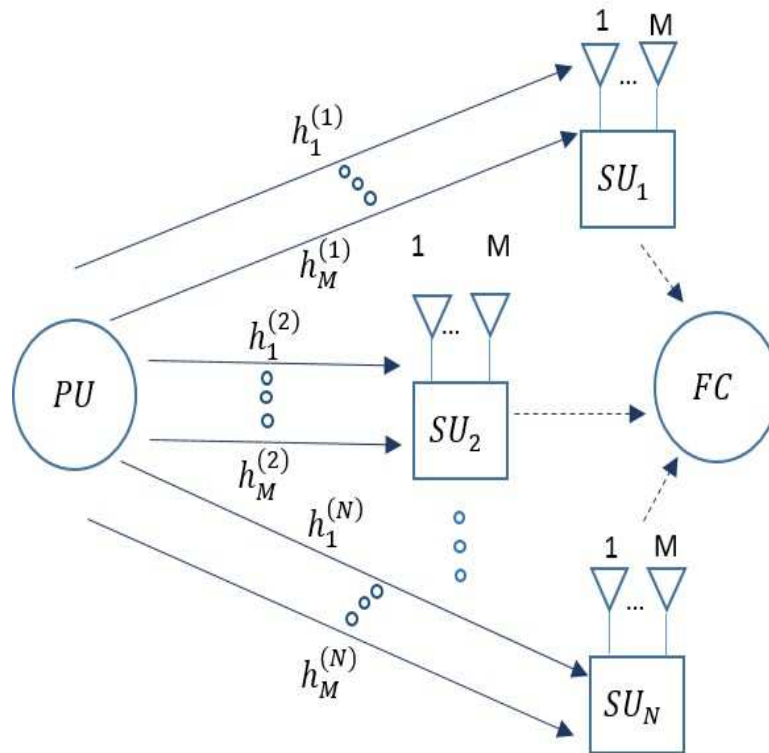 1 M
...
h_1^{(1)}
SU_1
h_M^{(1)}
1 M
...
h_1^{(2)}
PU
FC
SU_2
h_M^{(2)}
h_1^{(N)}
1 M
...
h_M^{(N)}
SU_N